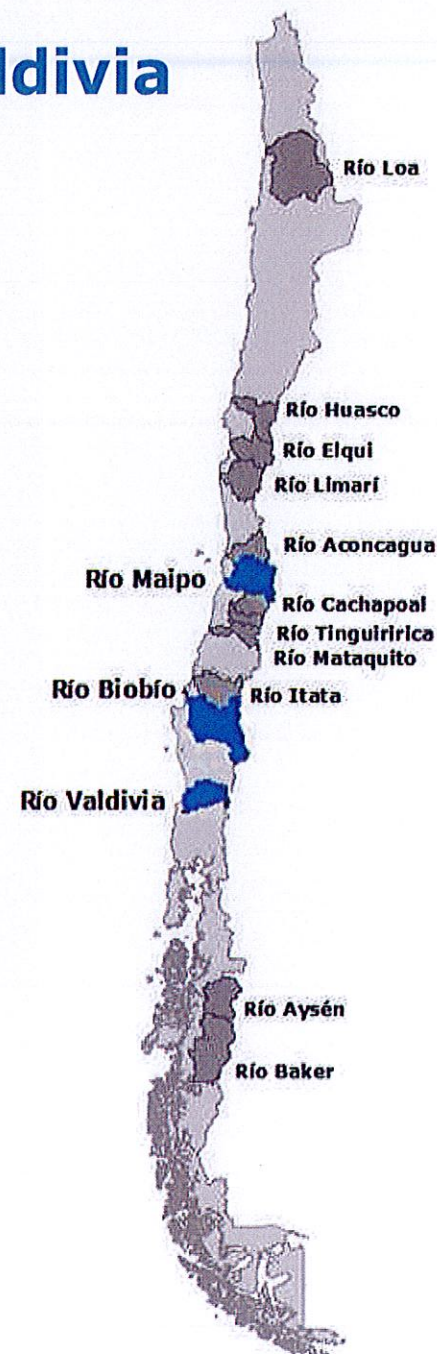 ldivia
Río Loa
Río Huasco
Río Elqui
Río Limarí
Río Aconcagua
Río Maipo
Río Cachapoal
Río Tinguiririca
Río Mataquito
Río Biobío
Río Itata
Río Valdivia
Río Aysén
Río Baker